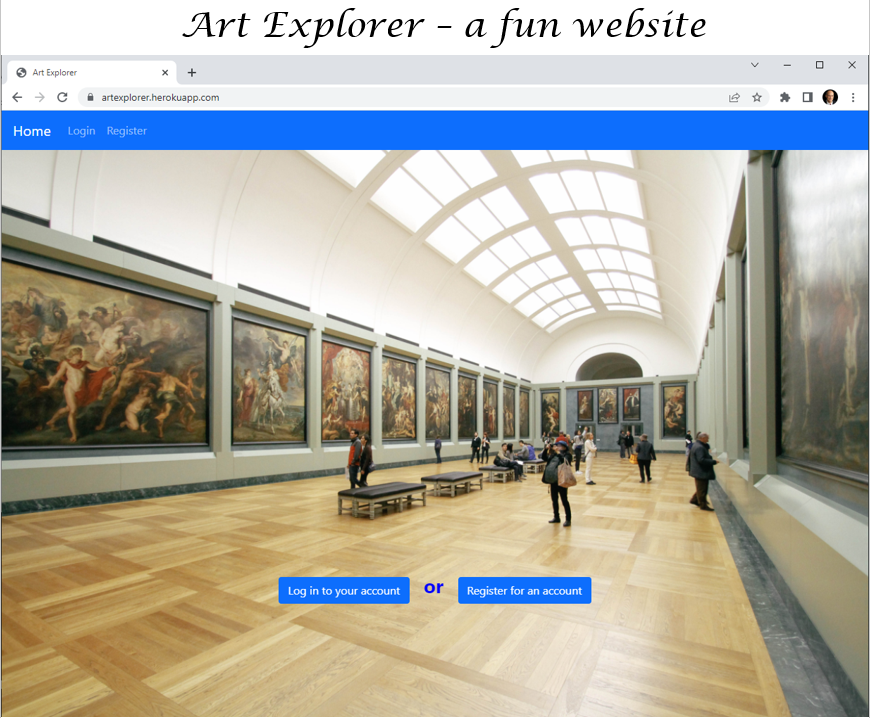 Art Explorer – a fun website
Art Explorer
artexplorer.herokuapp.com
Home Login Register
Log in to your account or Register for an account